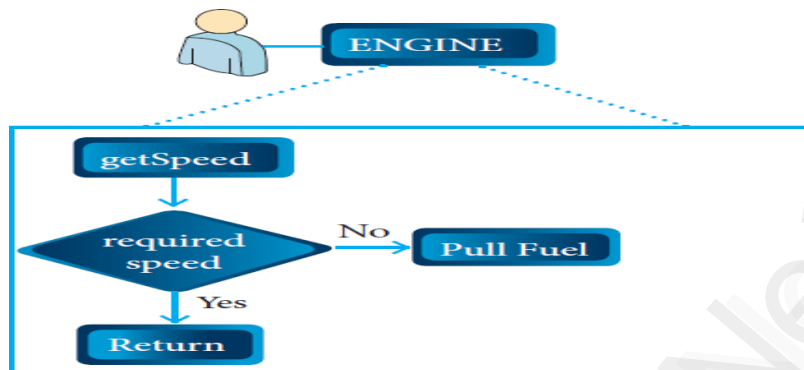 ENGINE
getSpeed
required
speed
No
Pull Fuel
Yes
Return